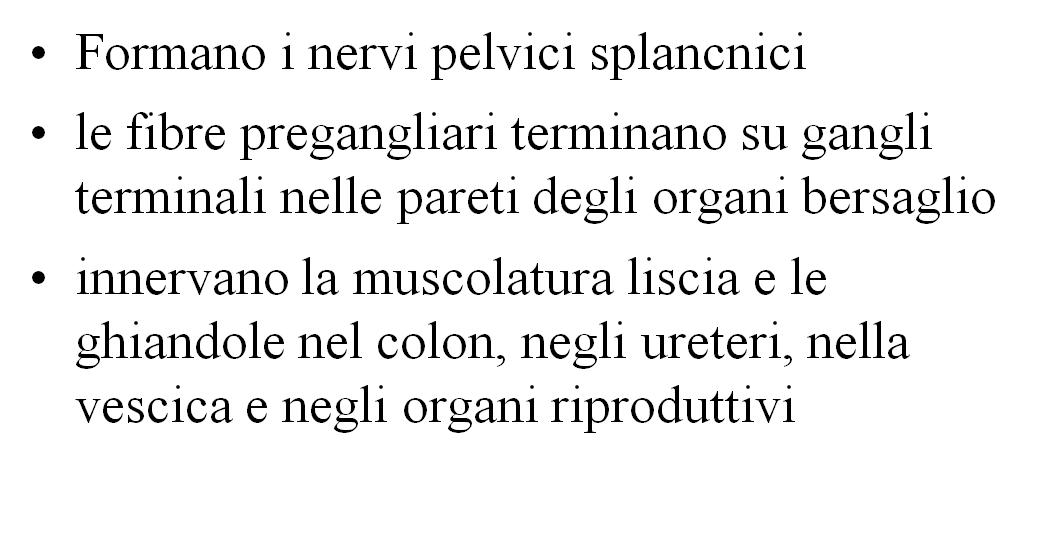 • Formano i nervi pelvici splancnici
• le fibre pregangliari terminano su gangli
terminali nelle pareti degli organi bersaglio
• innervano la muscolatura liscia e le
ghiandole nel colon, negli ureteri, nella
vescica e negli organi riproduttivi